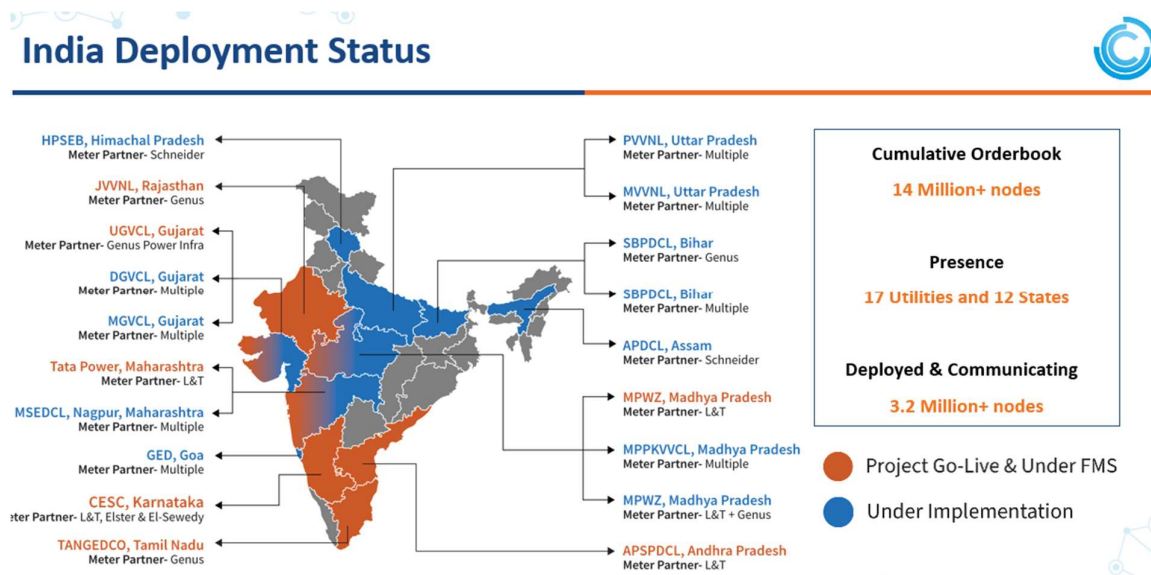 India Deployment Status
HPSEB, Himachal Pradesh
Meter Partner- Schneider
JVVNL, Rajasthan
Meter Partner- Genus
UGVCL, Gujarat
Meter Partner- Genus Power Infra
DGVCL, Gujarat
Meter Partner- Multiple
MGVCL, Gujarat
Meter Partner- Multiple
Tata Power, Maharashtra
Meter Partner- L&T
MSEDCL, Nagpur, Maharashtra
Meter Partner- Multiple
GED, Goa
Meter Partner- Multiple
CESC, Karnataka
eter Partner- L&T, Elster & El-Sewedy
TANGEDCO, Tamil Nadu
Meter Partner- Genus
PVVNL, Uttar Pradesh
Meter Partner- Multiple
MVVNL, Uttar Pradesh
Meter Partner- Multiple
SBPDCL, Bihar
Meter Partner- Genus
SBPDCL, Bihar
Meter Partner- Multiple
APDCL, Assam
Meter Partner- Schneider
MPWZ, Madhya Pradesh
Meter Partner- L&T
MPPKVVCL, Madhya Pradesh
Meter Partner- Multiple
MPWZ, Madhya Pradesh
Meter Partner- L&T + Genus
APSPDCL, Andhra Pradesh
Meter Partner- L&T
Cumulative Orderbook
14 Million+ nodes
Presence
17 Utilities and 12 States
Deployed & Communicating
3.2 Million+ nodes
Project Go-Live & Under FMS
Under Implementation